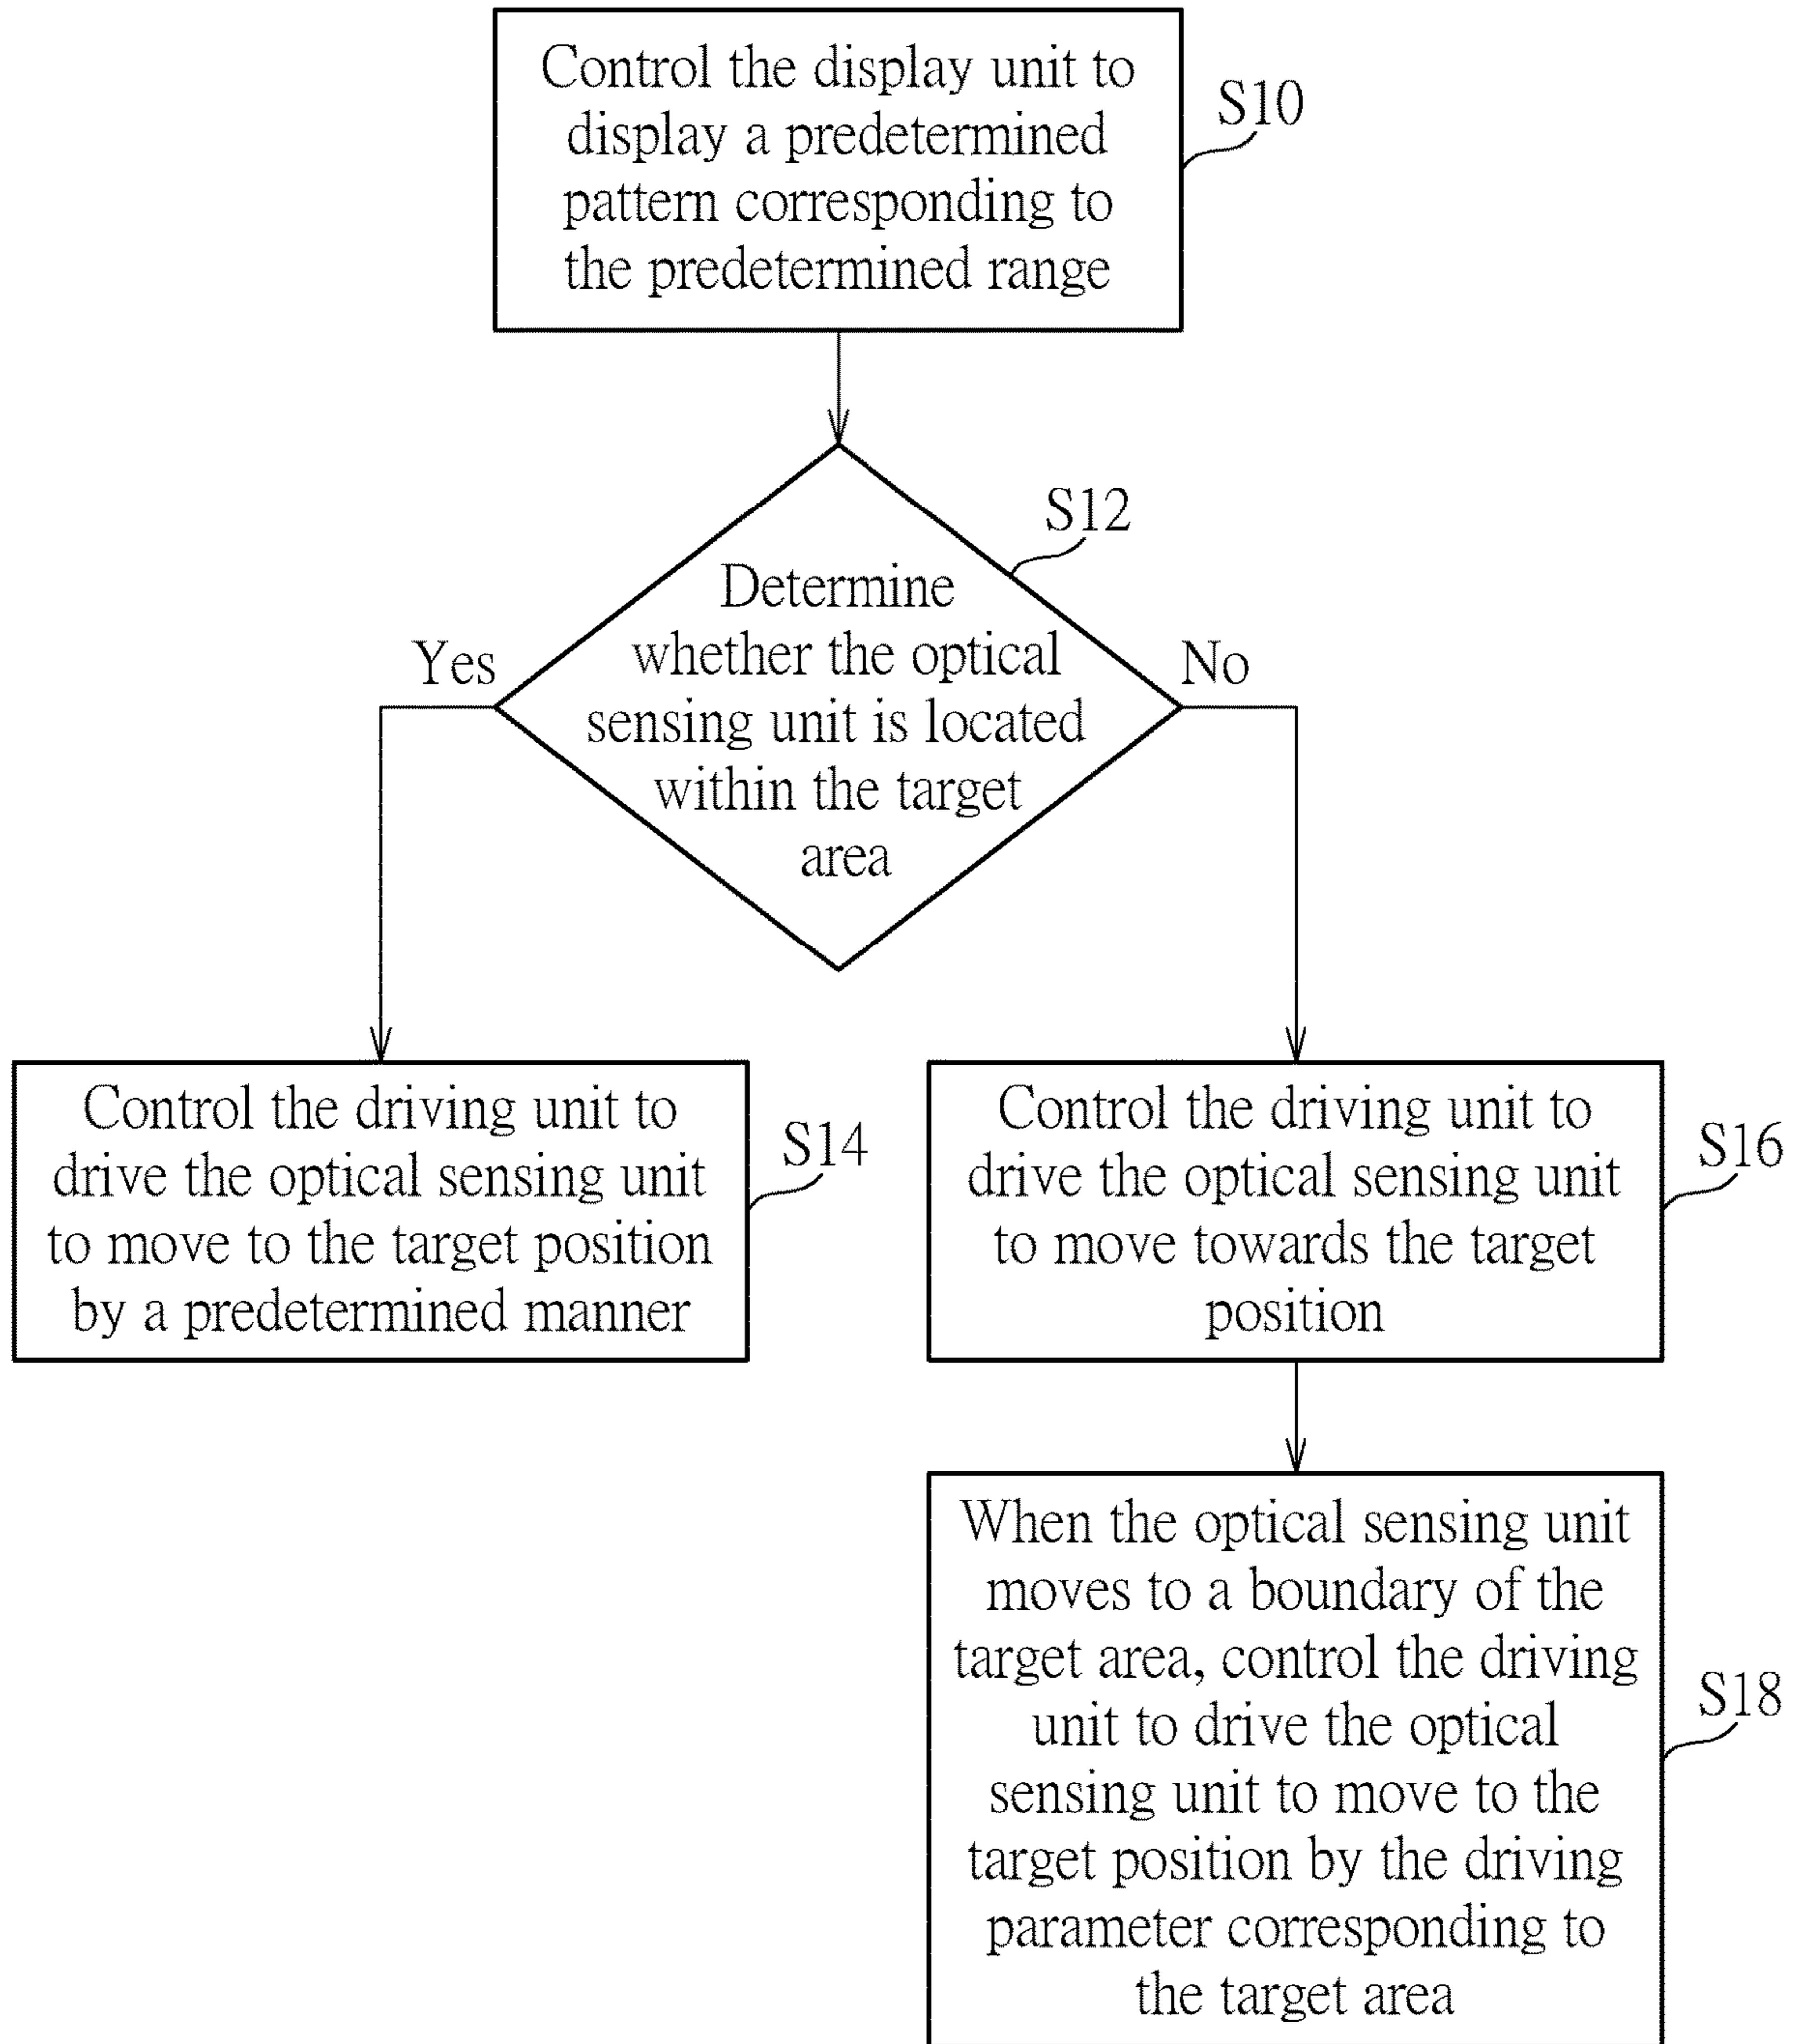 Control the display unit to
display a predetermined
pattern corresponding to
the predetermined range
S10
S12
Determine
whether the optical
sensing unit is located
within the target
area
Yes
No
Control the driving unit to
drive the optical sensing unit
to move to the target position
by a predetermined manner
S14
Control the driving unit to
drive the optical sensing unit
to move towards the target
position
S16
When the optical sensing unit
moves to a boundary of the
target area, control the driving
unit to drive the optical
sensing unit to move to the
target position by the driving
parameter corresponding to
the target area
S18